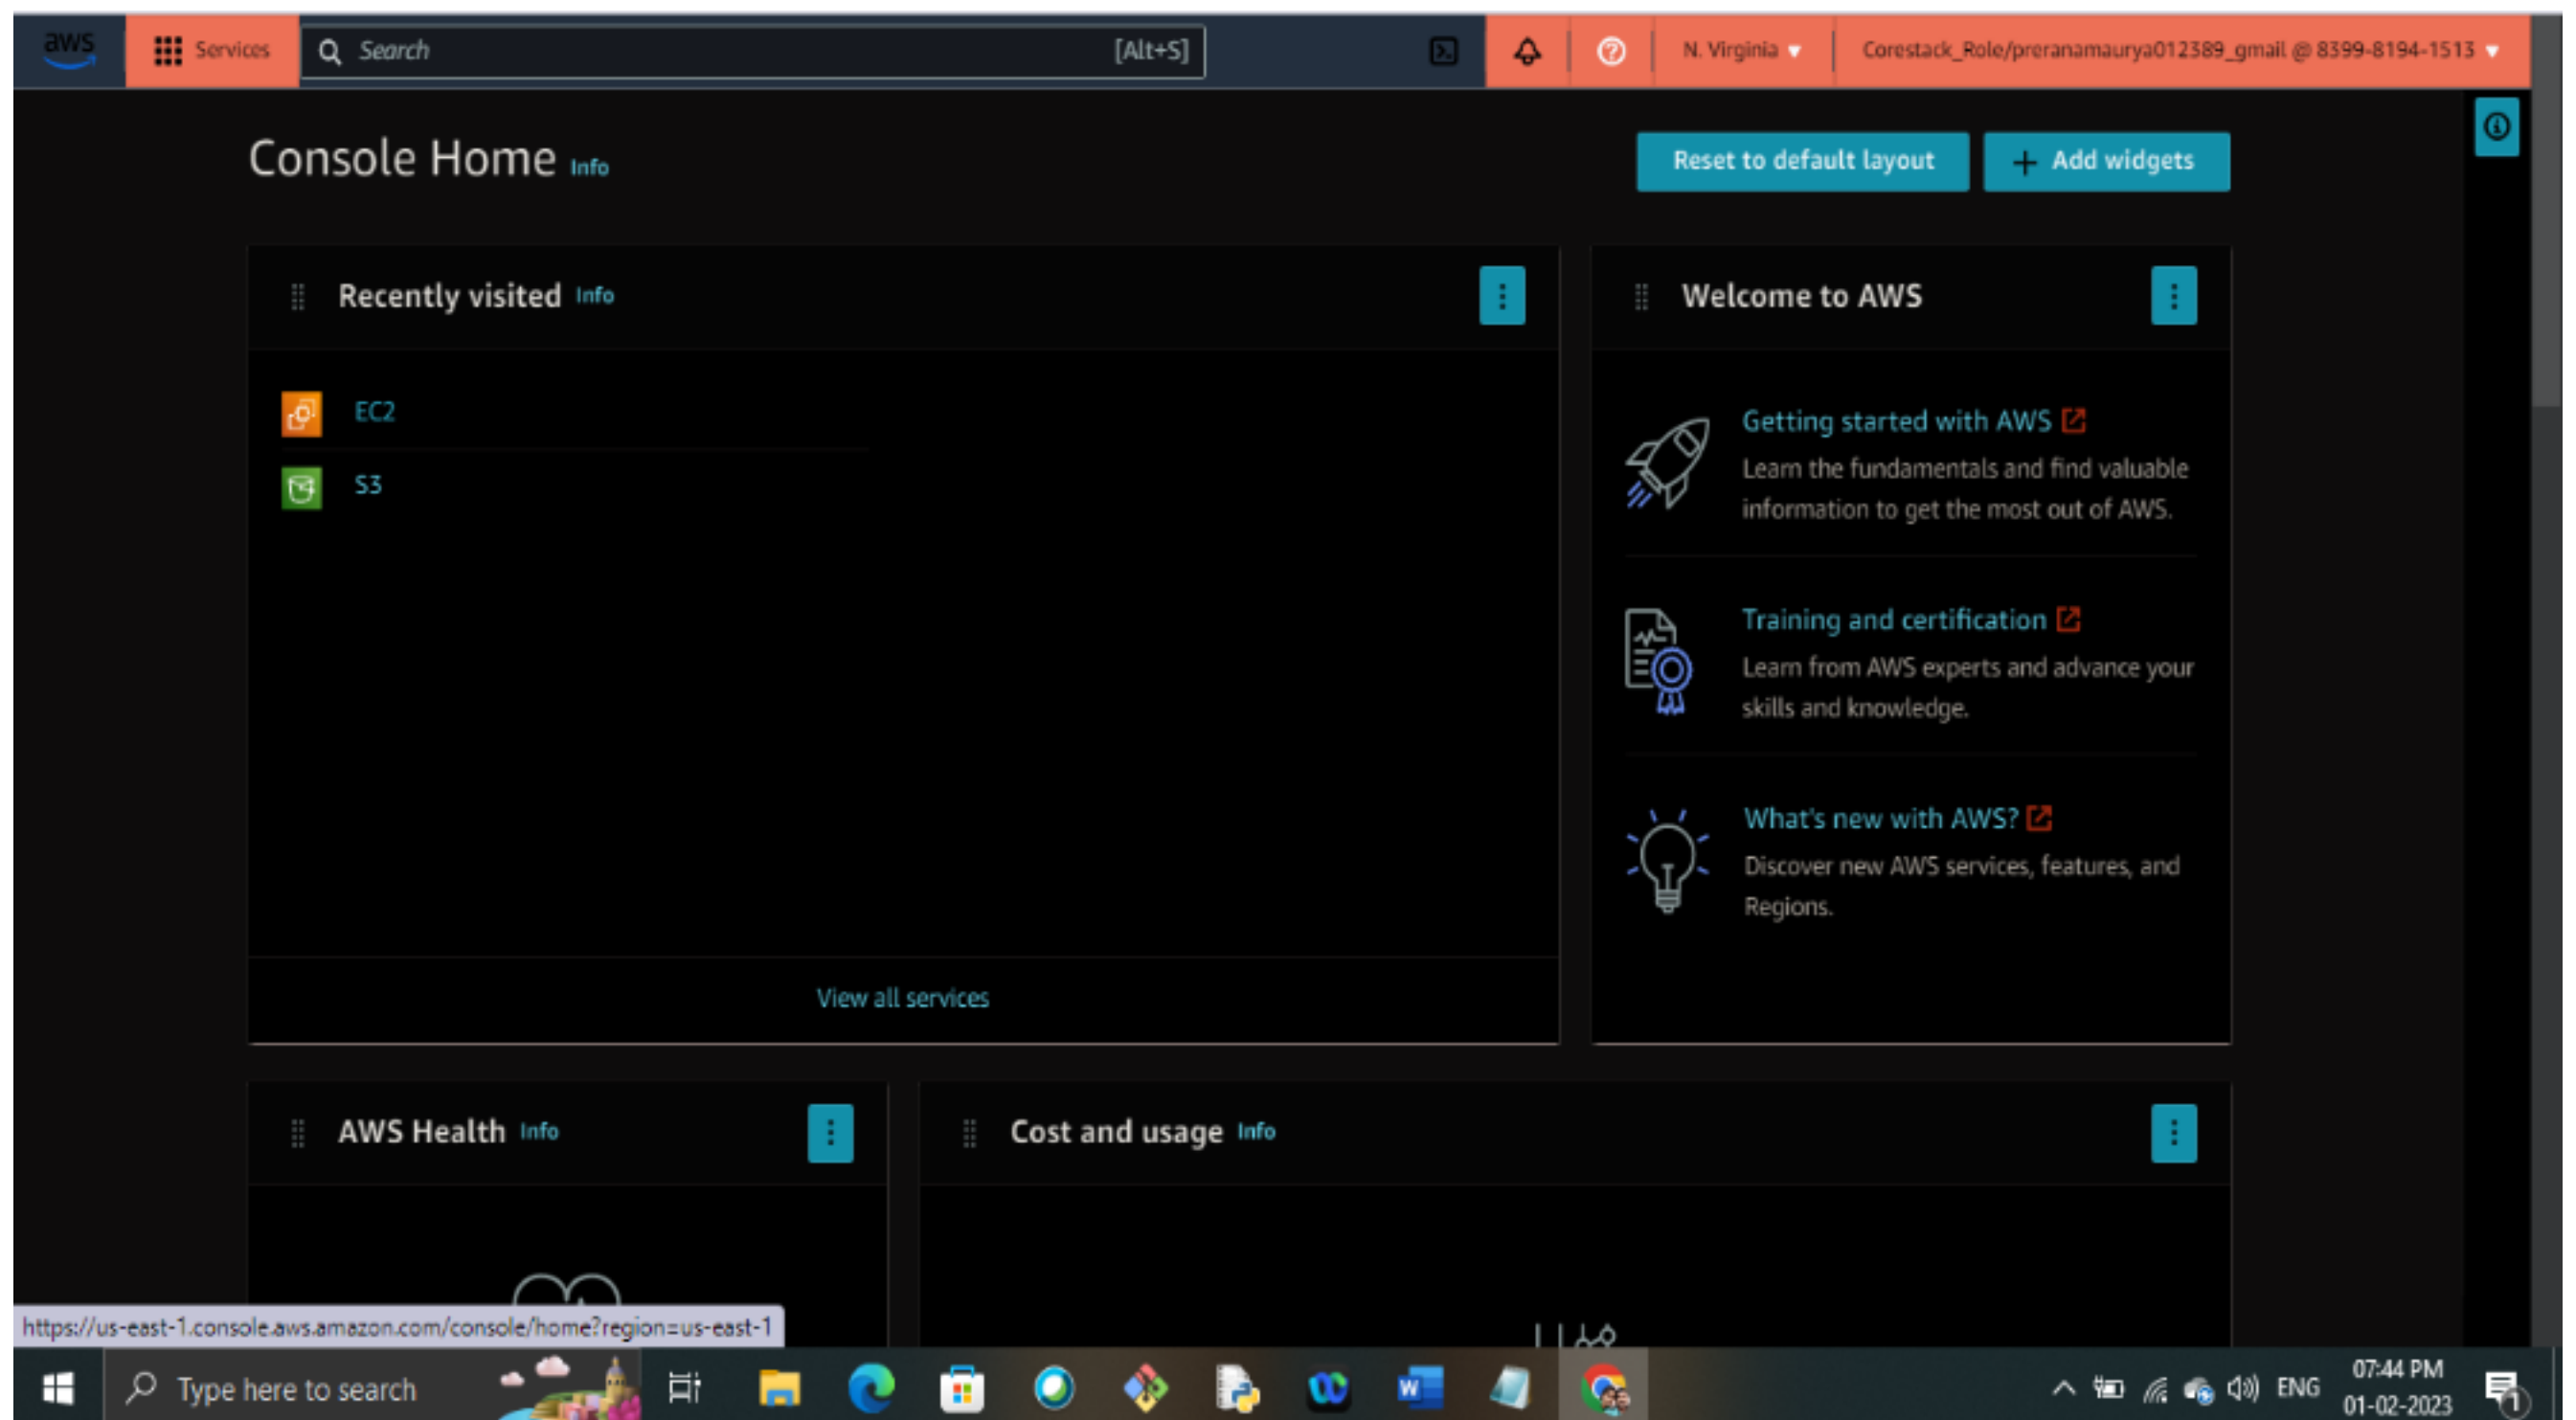 aws
Services
Search
[Alt+S]
N. Virginia
Corestack_Role/preranamaurya012389_gmail @ 8399-8194-1513
Console Home Info
Reset to default layout
+ Add widgets
Recently visited Info
EC2
S3
View all services
Welcome to AWS
Getting started with AWS
Learn the fundamentals and find valuable
information to get the most out of AWS.
Training and certification
Learn from AWS experts and advance your
skills and knowledge.
What's new with AWS?
Discover new AWS services, features, and
Regions.
AWS Health Info
Cost and usage Info
https://us-east-1.console.aws.amazon.com/console/home?region=us-east-1
Type here to search
W
ENG
07:44 PM
01-02-2023
1